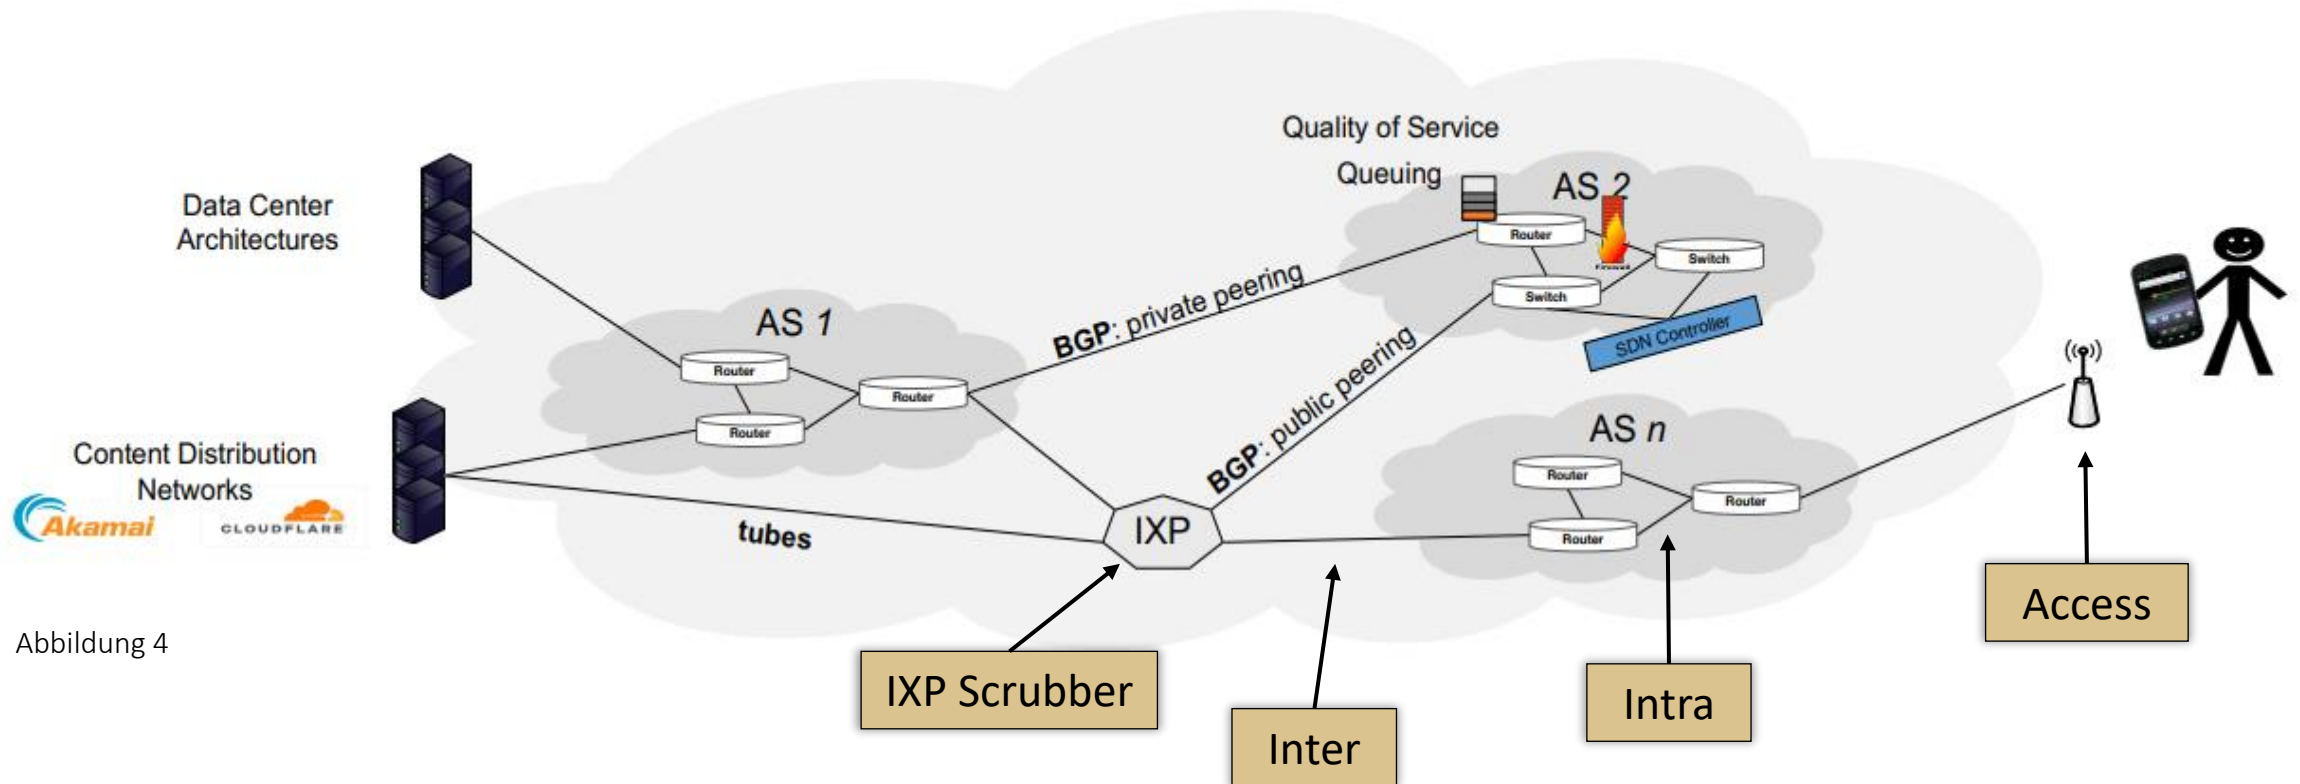 Quality of Service
Queuing
AS 2
Router
Switch
Switch
SDN Controller
Data Center
Architectures
AS 1
Router
Router
Router
BGP: private peering
BGP: public peering
Content Distribution
Networks
Akamai
CLOUDFLARE
tubes
IXP
AS n
Router
Router
Router
Access
Abbildung 4
IXP Scrubber
Inter
Intra